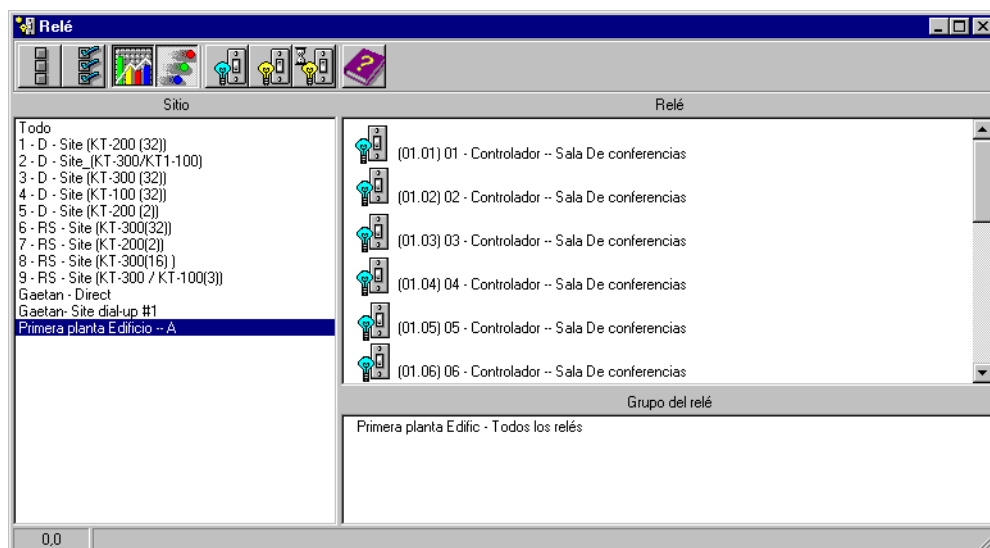 Relé
Sitio
Relé
Todo
1 - D - Site (KT-200 (32))
2 - D - Site_(KT-300/KT1-100)
3 - D - Site (KT-300 (32))
4 - D - Site (KT-100 (32))
5 - D - Site (KT-200 (2))
6 - RS - Site (KT-300(32))
7 - RS - Site (KT-200(2))
8 - RS - Site (KT-300(16) )
9 - RS - Site (KT-300 / KT-100(3))
Gaetan - Direct
Gaetan- Site dial-up #1
Primera planta Edificio -- A
(01.01) 01 - Controlador -- Sala De conferencias
(01.02) 02 - Controlador -- Sala De conferencias
(01.03) 03 - Controlador -- Sala De conferencias
(01.04) 04 - Controlador -- Sala De conferencias
(01.05) 05 - Controlador -- Sala De conferencias
(01.06) 06 - Controlador -- Sala De conferencias
Grupo del relé
Primera planta Edific - Todos los relés
0,0